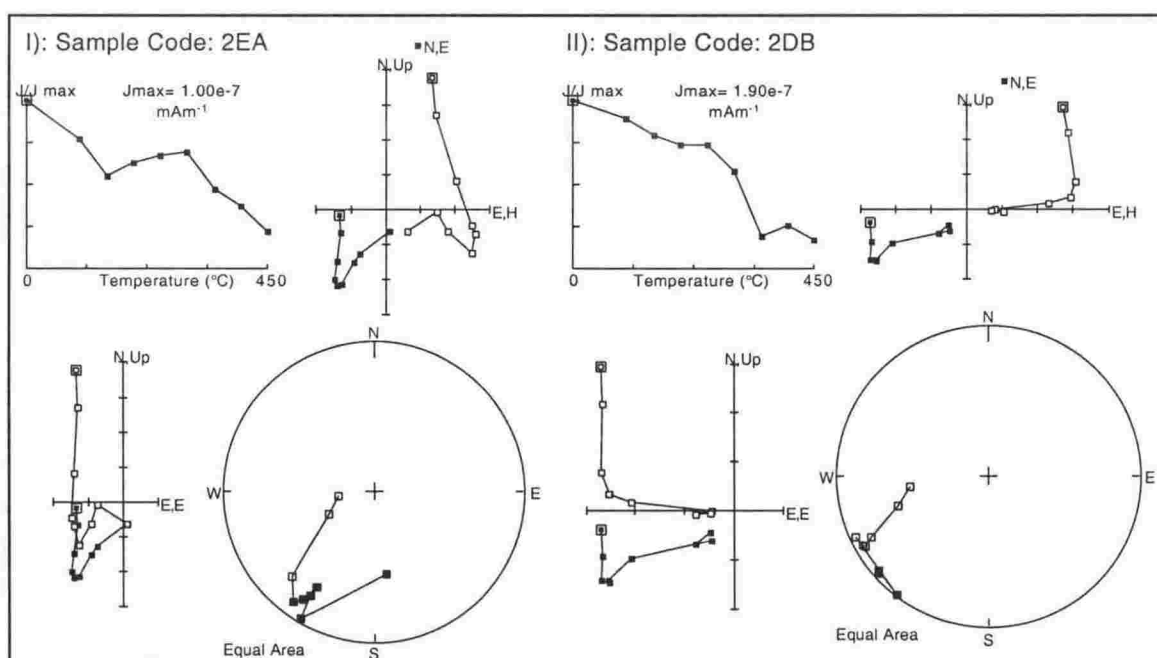 I): Sample Code: 2EA
N,E
N,Up
J/J max
Jmax= 1.00e-7
mAm⁻¹
E,H
0
Temperature (°C)
450
N,Up
E,E
N
W
E
S
Equal Area
II): Sample Code: 2DB
N,E
N,Up
J/J max
Jmax= 1.90e-7
mAm⁻¹
E,H
0
Temperature (°C)
450
N,Up
E,E
N
W
E
S
Equal Area